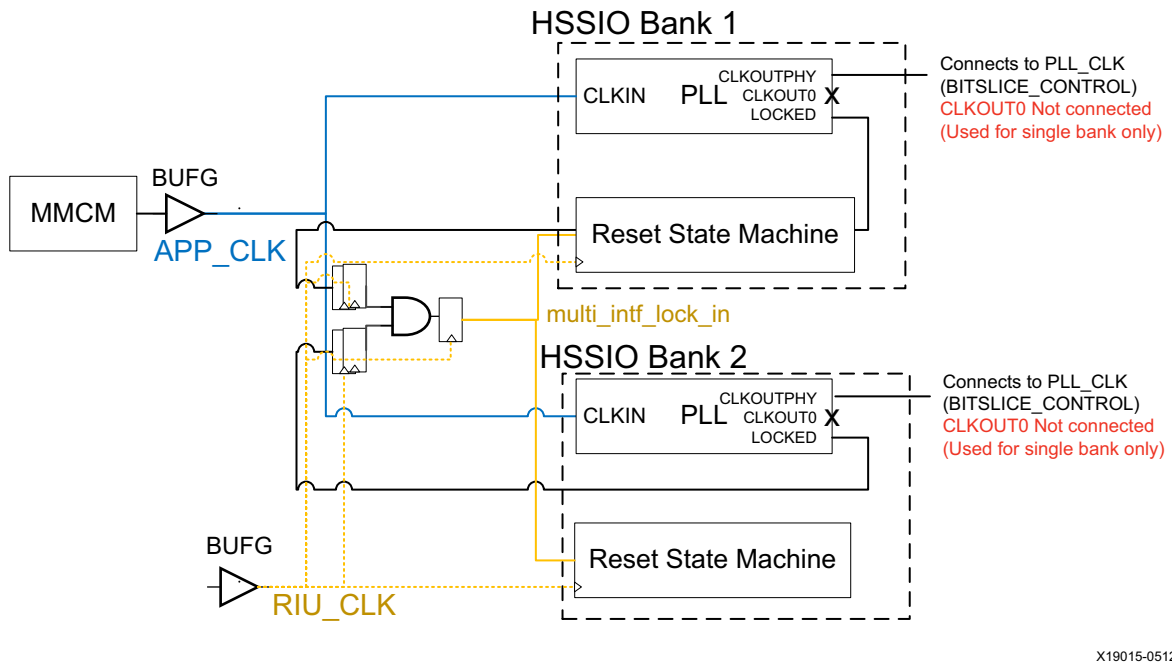 HSSIO Bank 1
CLKIN
PLL
CLKOUTPHY
CLKOUT0
X
LOCKED
Connects to PLL_CLK
(BITSLICE_CONTROL)
CLKOUT0 Not connected
(Used for single bank only)
BUFG
MMCM
APP_CLK
Reset State Machine
multi_intf_lock_in
HSSIO Bank 2
CLKIN
PLL
CLKOUTPHY
CLKOUT0
X
LOCKED
Connects to PLL_CLK
(BITSLICE_CONTROL)
CLKOUT0 Not connected
(Used for single bank only)
BUFG
RIU_CLK
Reset State Machine
X19015-0512